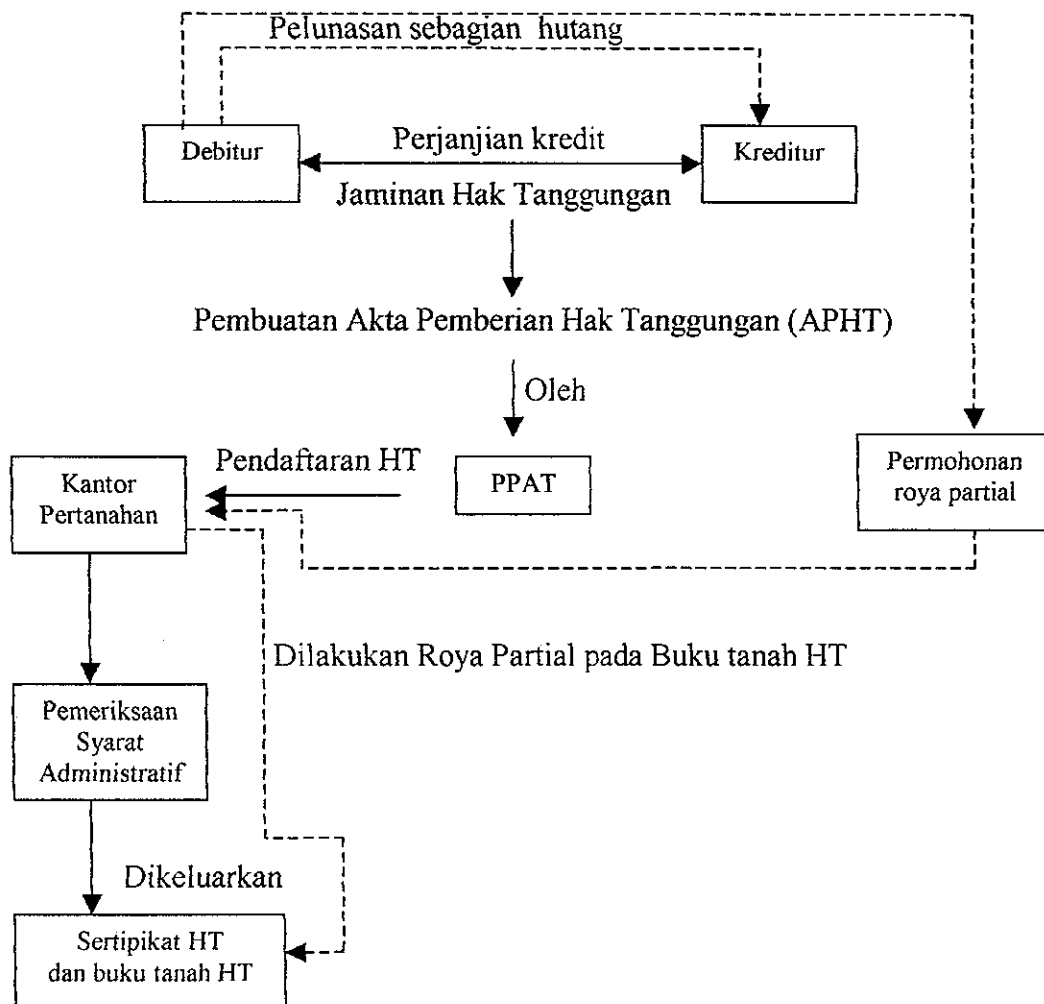 Pelunasan sebagian hutang
Debitur
Perjanjian kredit
Kreditur
Jaminan Hak Tanggungan
Pembuatan Akta Pemberian Hak Tanggungan (APHT)
Oleh
Pendaftaran HT
PPAT
Kantor
Pertanahan
Permohonan
roya partial
Dilakukan Roya Partial pada Buku tanah HT
Pemeriksaan
Syarat
Administratif
Dikeluarkan
Sertipikat HT
dan buku tanah HT